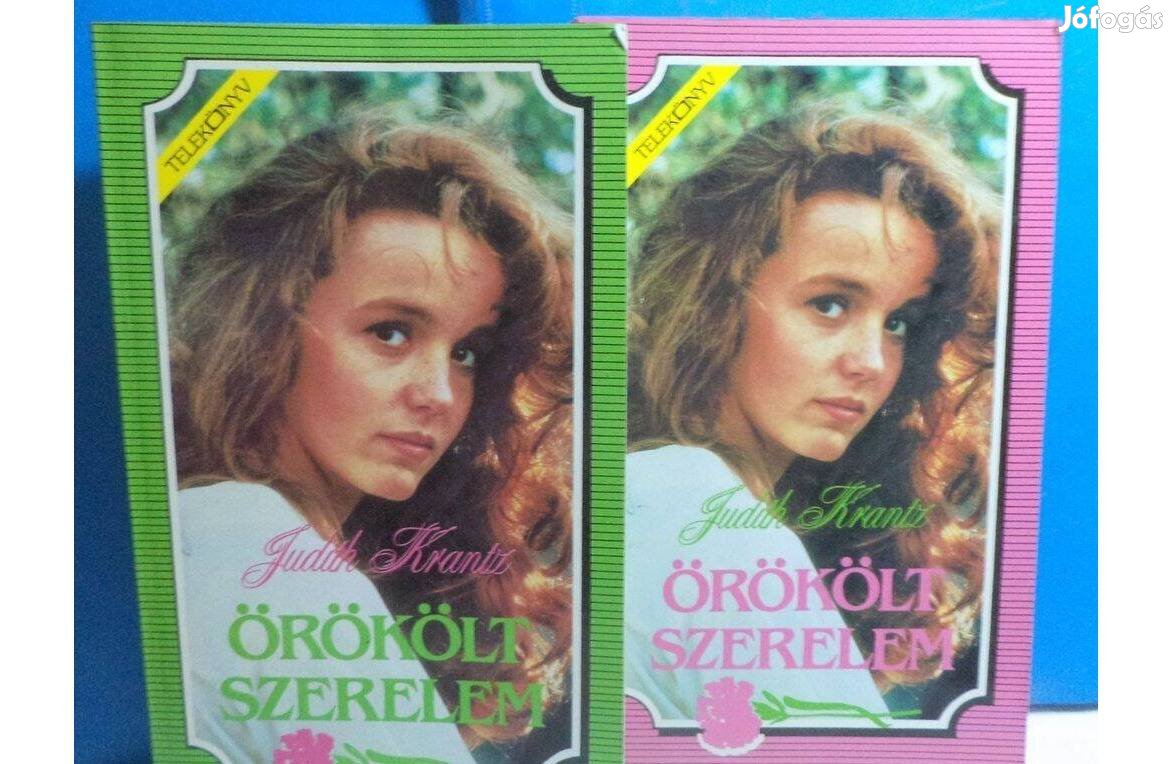 Jófogás
TELEKÖNYV
Judith Krantz
ÖRÖKÖLT
SZERELEM
TELEKÖNYV
Judith Krantz
ÖRÖKÖLT
SZERELEM